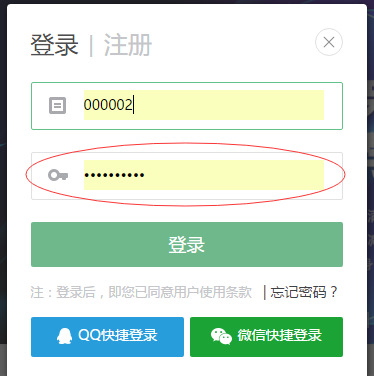 登录 | 注册
000002
••••••••••
登录
注：登录后，即您已同意用户使用条款 | 忘记密码？
QQ快捷登录 微信快捷登录